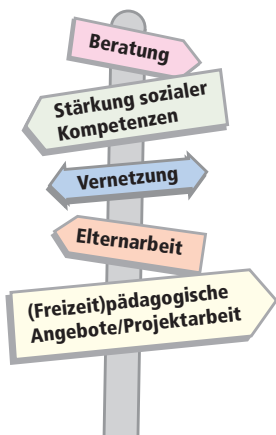 Beratung
Stärkung sozialer
Kompetenzen
Vernetzung
Elternarbeit
(Freizeit)pädagogische
Angebote/Projektarbeit